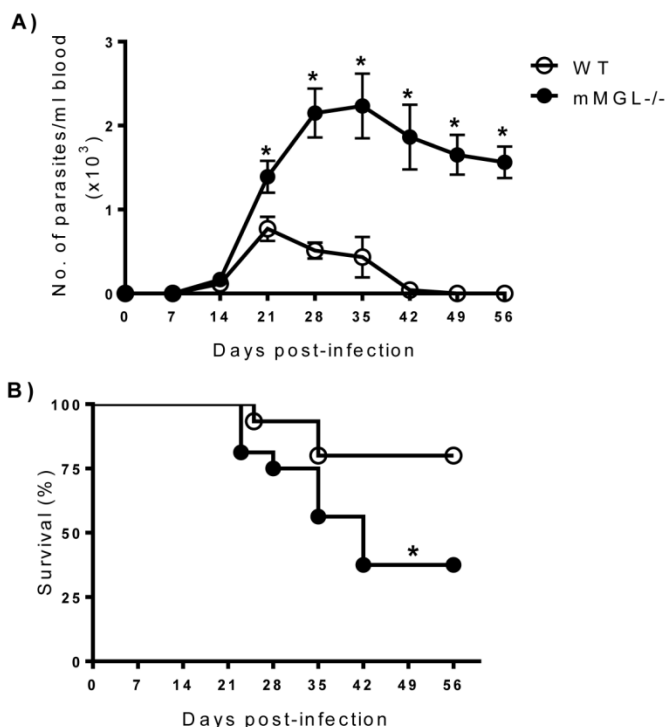 A)
No. of parasites/ml blood
(x10³)
3
2
1
0
* * * * * *
0 7 14 21 28 35 42 49 56
Days post-infection
WT
mMGL-/-
B)
Survival (%)
100
75
50
25
0
*
0 7 14 21 28 35 42 49 56
Days post-infection